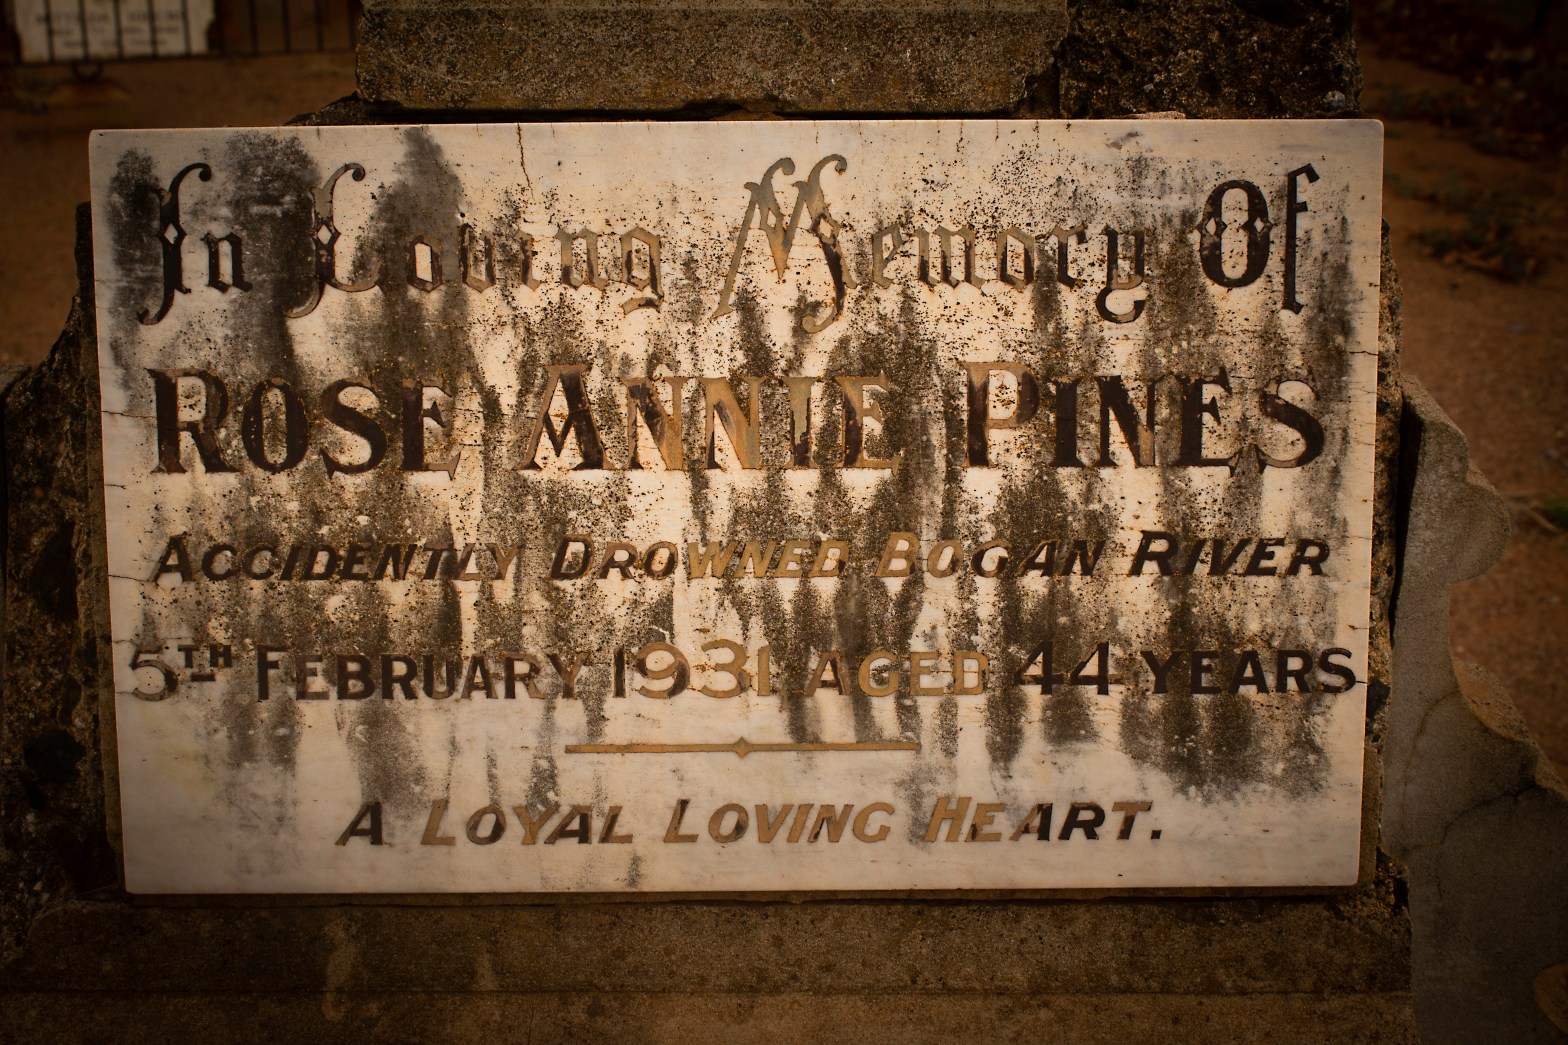 In Loving Memory Of
ROSE ANNIE PINES
ACCIDENTLY DROWNED BOGAN RIVER
5TH FEBRUARY 1931 AGED 44 YEARS
A LOYAL LOVING HEART.